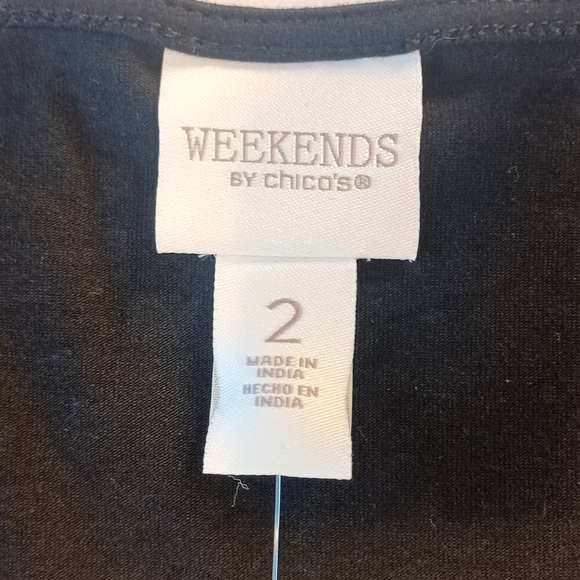 WEEKENDS
BY chico's®
2
MADE IN
INDIA
HECHO EN
INDIA